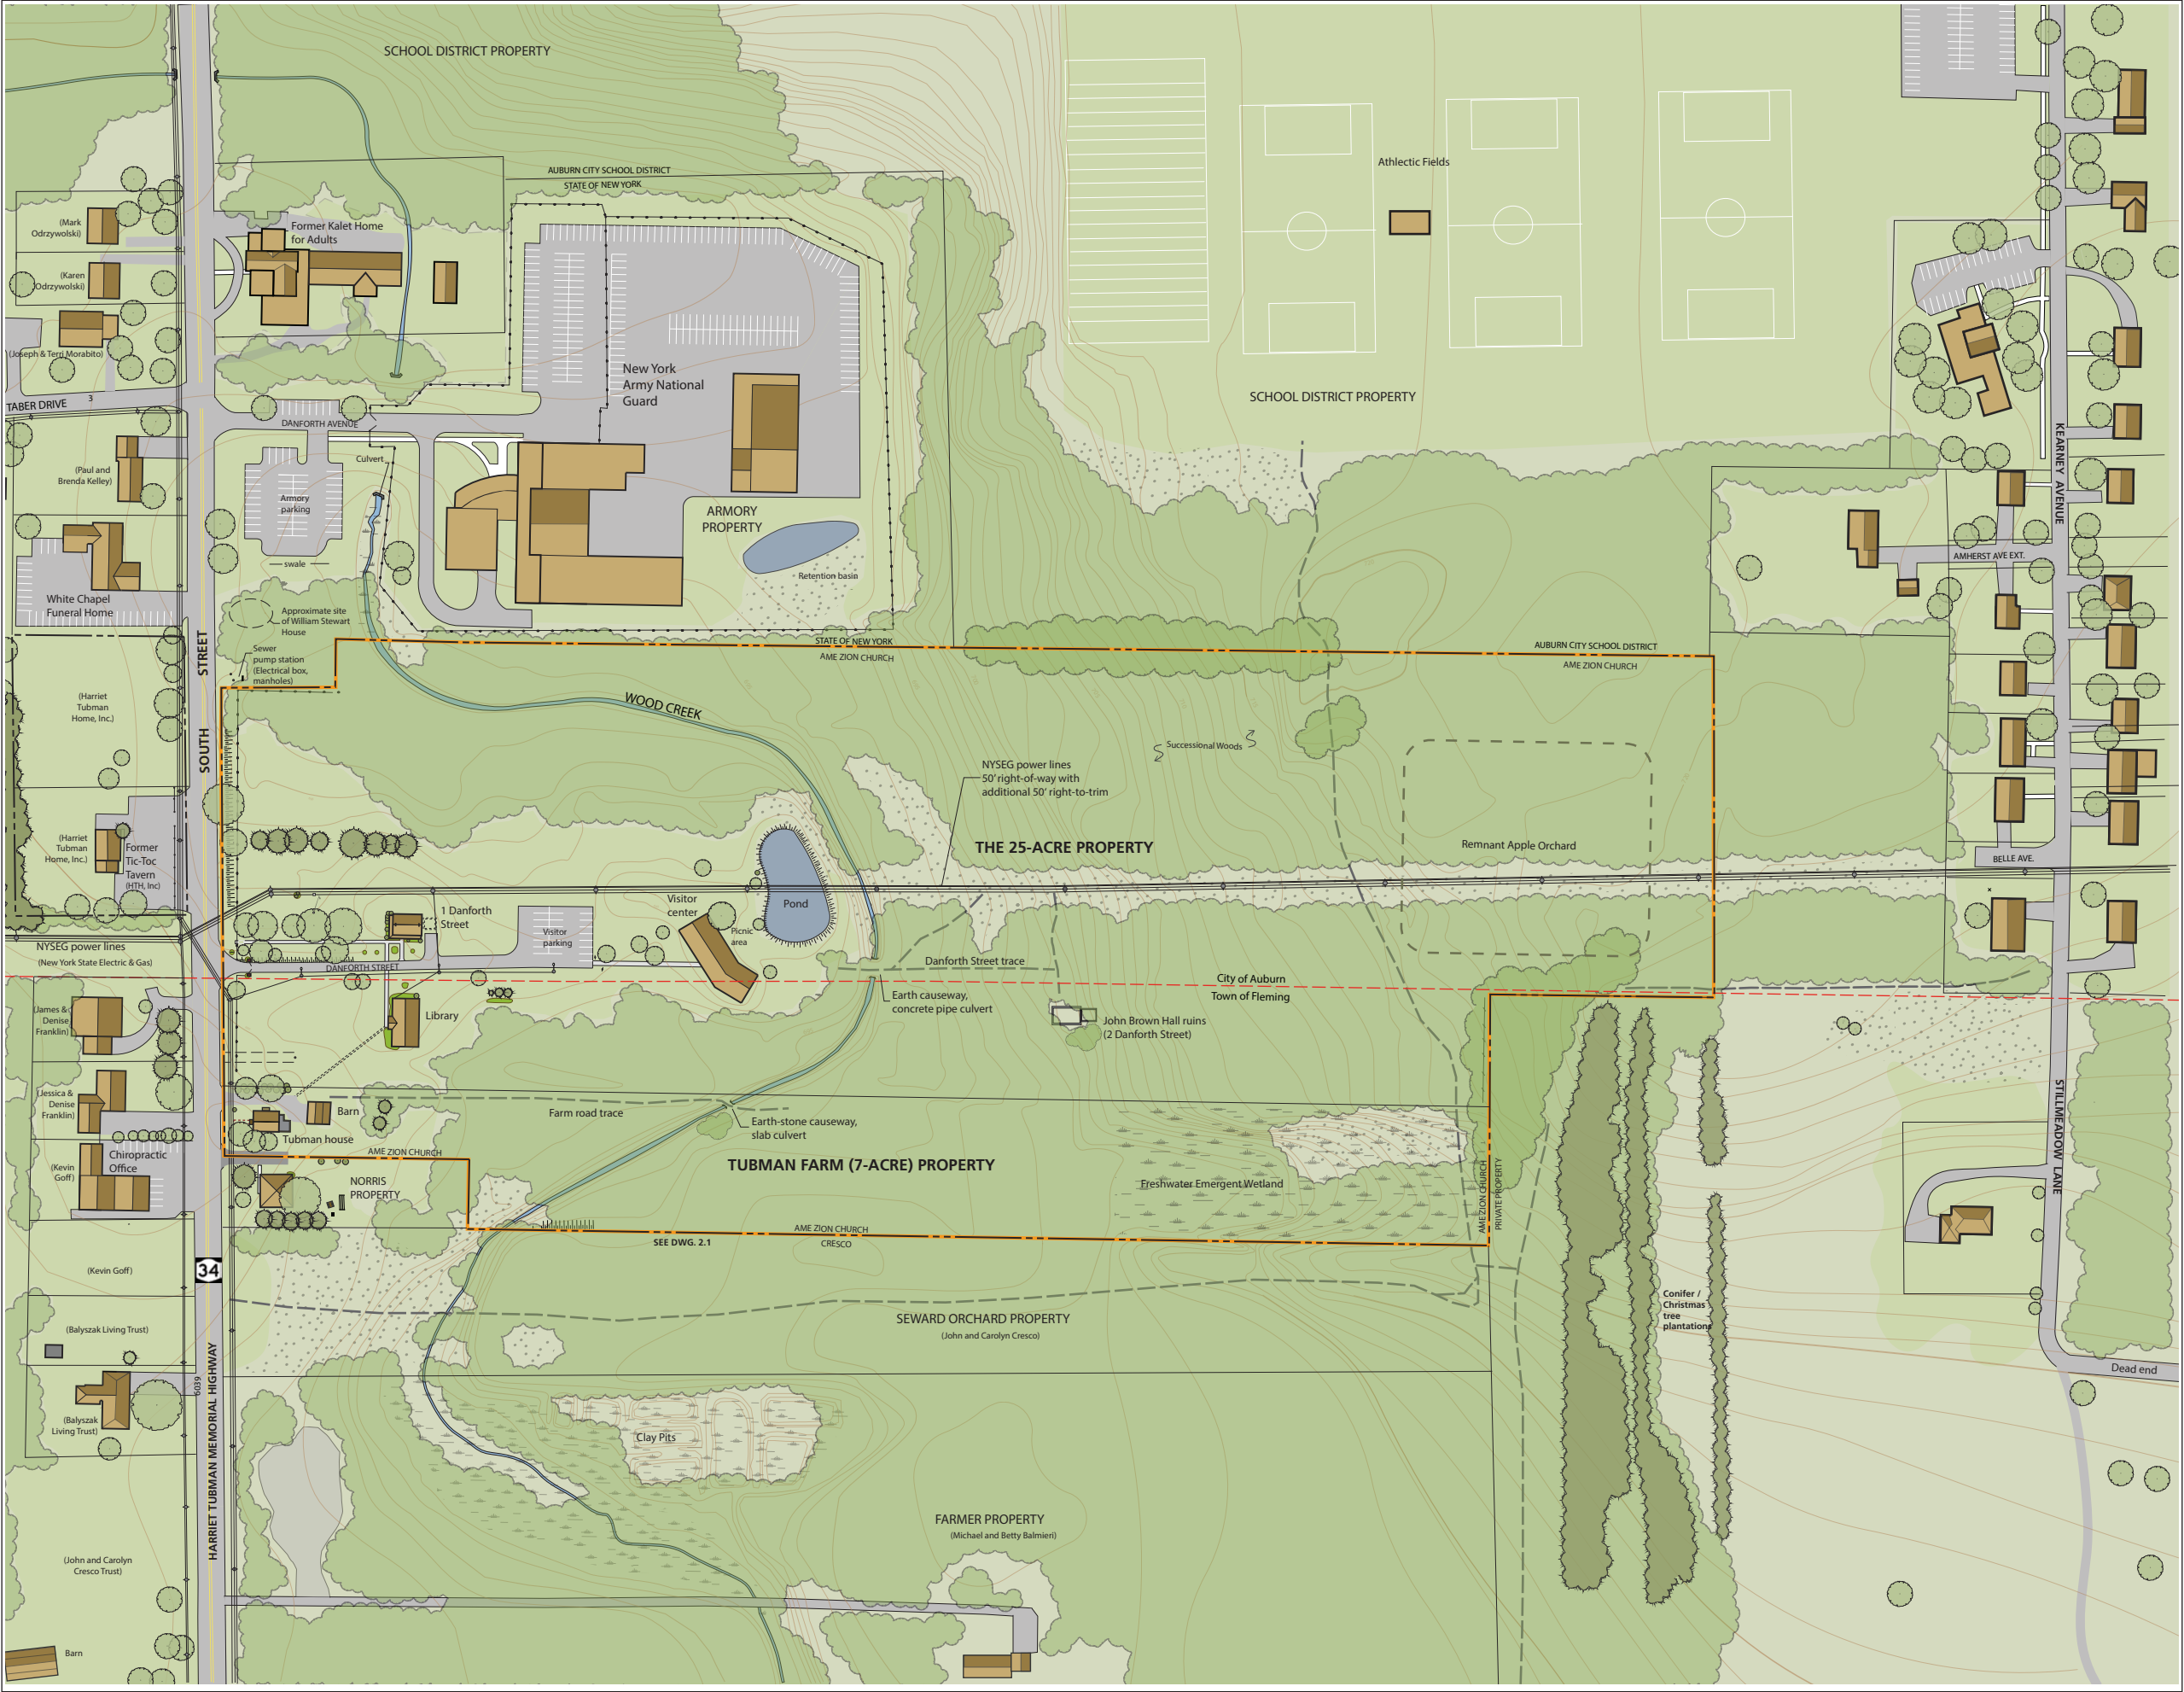 SCHOOL DISTRICT PROPERTY
AUBURN CITY SCHOOL DISTRICT
STATE OF NEW YORK
Athlectic Fields
(Mark
Odrzywolski)
Former Kalet Home
for Adults
(Karen
Odrzywolski)
(Joseph & Terri Morabito)
New York
Army National
Guard
SCHOOL DISTRICT PROPERTY
TABER DRIVE
3
DANFORTH AVENUE
KEARNEY AVENUE
Culvert
(Paul and
Brenda Kelley)
Armory
parking
ARMORY
PROPERTY
swale
Retention basin
AMHERST AVE EXT.
White Chapel
Funeral Home
Approximate site
of William Stewart
House
SOUTH STREET
Sewer
pump station
(Electrical box,
manholes)
STATE OF NEW YORK
AME ZION CHURCH
AUBURN CITY SCHOOL DISTRICT
AME ZION CHURCH
(Harriet
Tubman
Home, Inc.)
WOOD CREEK
Successional Woods
NYSEG power lines
50' right-of-way with
additional 50' right-to-trim
(Harriet
Tubman
Home, Inc.)
Former
Tic-Toc
Tavern
(HTH, Inc)
THE 25-ACRE PROPERTY
Remnant Apple Orchard
BELLE AVE.
Visitor
center
Pond
1 Danforth
Street
Visitor
parking
Picnic
area
NYSEG power lines
(New York State Electric & Gas)
DANFORTH STREET
Danforth Street trace
City of Auburn
Town of Fleming
Earth causeway,
concrete pipe culvert
(James &
Denise
Franklin)
Library
John Brown Hall ruins
(2 Danforth Street)
(Jessica &
Denise
Franklin)
Barn
Farm road trace
Earth-stone causeway,
slab culvert
Tubman house
AME ZION CHURCH
Chiropractic
Office
(Kevin
Goff)
TUBMAN FARM (7-ACRE) PROPERTY
NORRIS
PROPERTY
Freshwater Emergent Wetland
AME ZION CHURCH
PRIVATE PROPERTY
STILLMEADOW LANE
AME ZION CHURCH
SEE DWG. 2.1
CRESCO
(Kevin Goff)
34
SEWARD ORCHARD PROPERTY
(John and Carolyn Cresco)
Conifer /
Christmas
tree
plantations
(Balyszak Living Trust)
Dead end
6039
HARRIET TUBMAN MEMORIAL HIGHWAY
(Balyszak
Living Trust)
Clay Pits
FARMER PROPERTY
(Michael and Betty Balmieri)
(John and Carolyn
Cresco Trust)
Barn